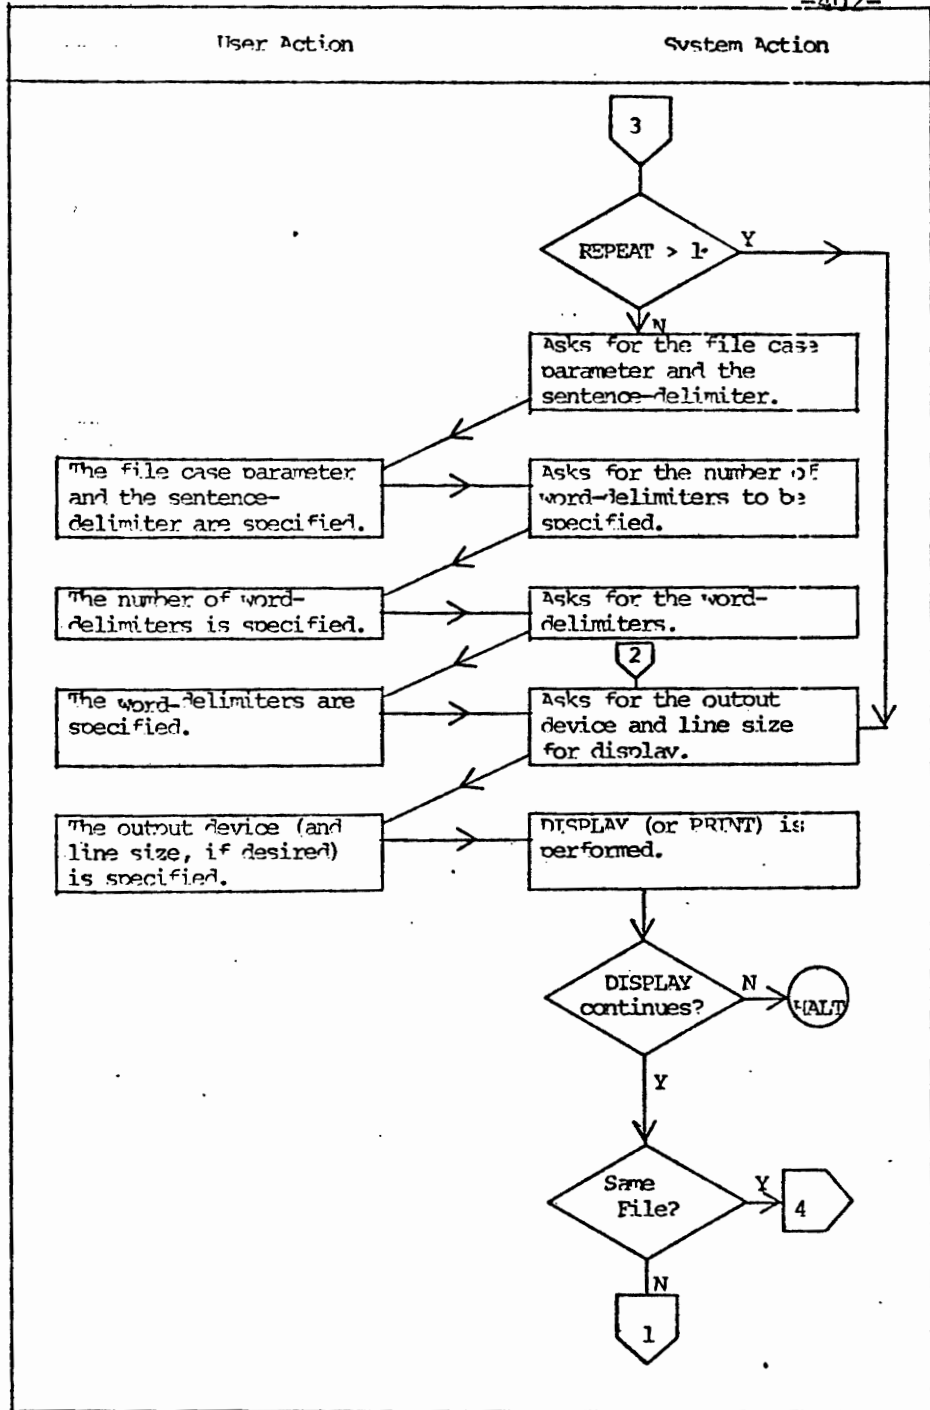 -402-
User Action
System Action
3
REPEAT > 1
Y
N
Asks for the file case
parameter and the
sentence-delimiter.
The file case parameter
and the sentence-
delimiter are specified.
Asks for the number of
word-delimiters to be
specified.
The number of word-
delimiters is specified.
Asks for the word-
delimiters.
2
The word-delimiters are
specified.
Asks for the output
device and line size
for display.
The output device (and
line size, if desired)
is specified.
DISPLAY (or PRINT) is
performed.
DISPLAY
continues?
N
HALT
Y
Same
File?
Y
4
N
1